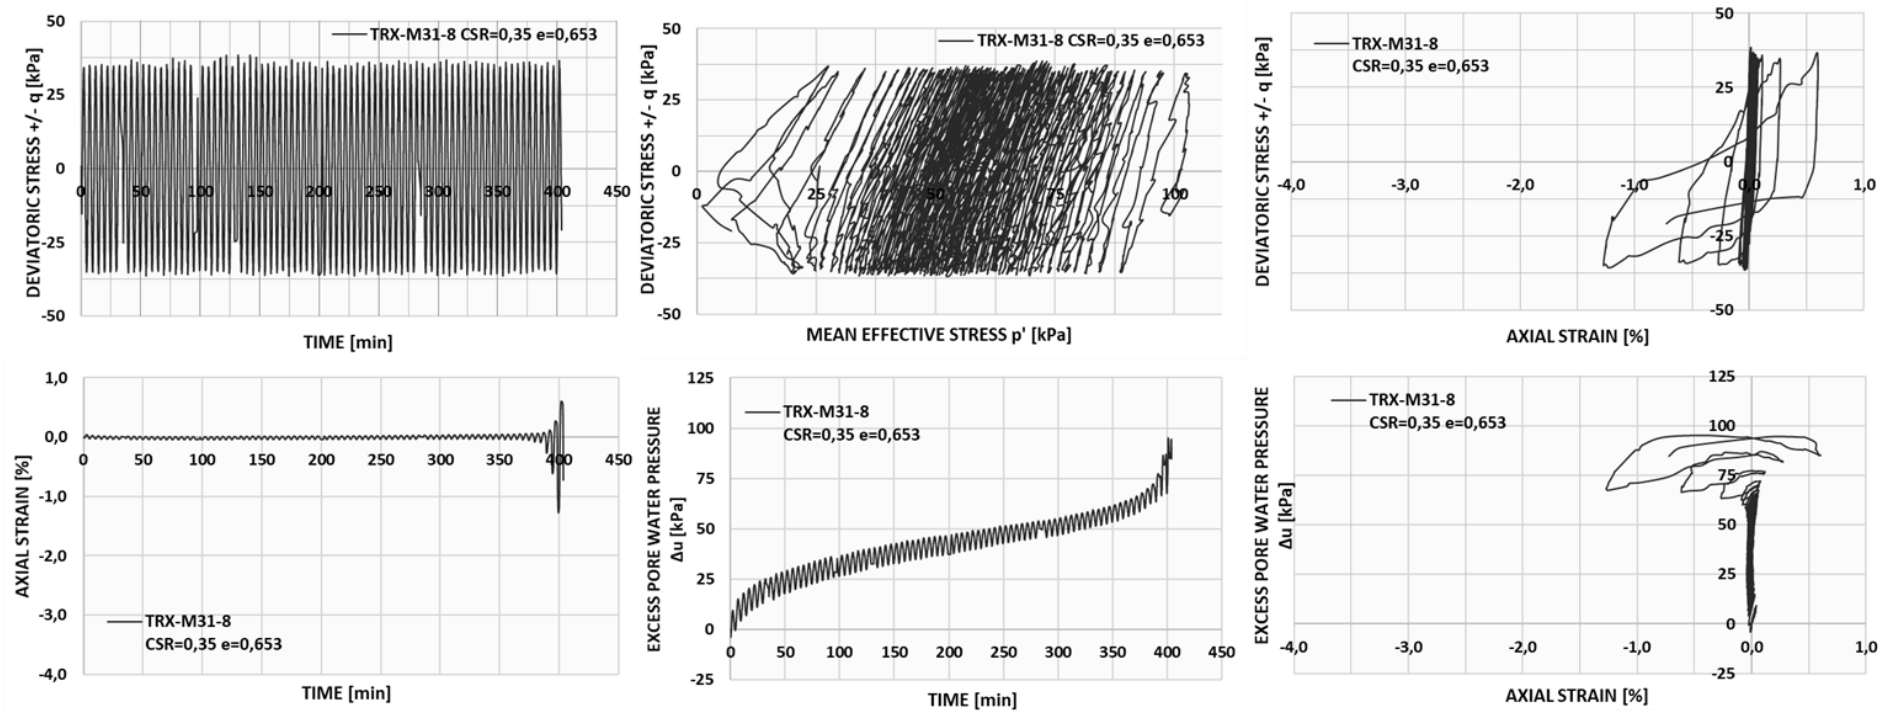 DEVIATORIC STRESS +/- q [kPa]
50
25
0
-25
-50
0 50 100 150 200 250 300 350 400 450
TRX-M31-8 CSR=0,35 e=0,653
TIME [min]
DEVIATORIC STRESS +/- q [kPa]
50
25
0
-25
-50
0 25 50 75 100
TRX-M31-8 CSR=0,35 e=0,653
MEAN EFFECTIVE STRESS p' [kPa]
DEVIATORIC STRESS +/- q [kPa]
TRX-M31-8
CSR=0,35 e=0,653
50
25
0
-25
-50
-4,0 -3,0 -2,0 -1,0 0,0 1,0
AXIAL STRAIN [%]
AXIAL STRAIN [%]
1,0
0,0
-1,0
-2,0
-3,0
-4,0
0 50 100 150 200 250 300 350 400 450
TRX-M31-8
CSR=0,35 e=0,653
TIME [min]
EXCESS PORE WATER PRESSURE
Δu [kPa]
125
100
75
50
25
0
-25
TRX-M31-8
CSR=0,35 e=0,653
0 50 100 150 200 250 300 350 400 450
TIME [min]
EXCESS PORE WATER PRESSURE
Δu [kPa]
TRX-M31-8
CSR=0,35 e=0,653
125
100
75
50
25
0
-25
-4,0 -3,0 -2,0 -1,0 0,0 1,0
AXIAL STRAIN [%]